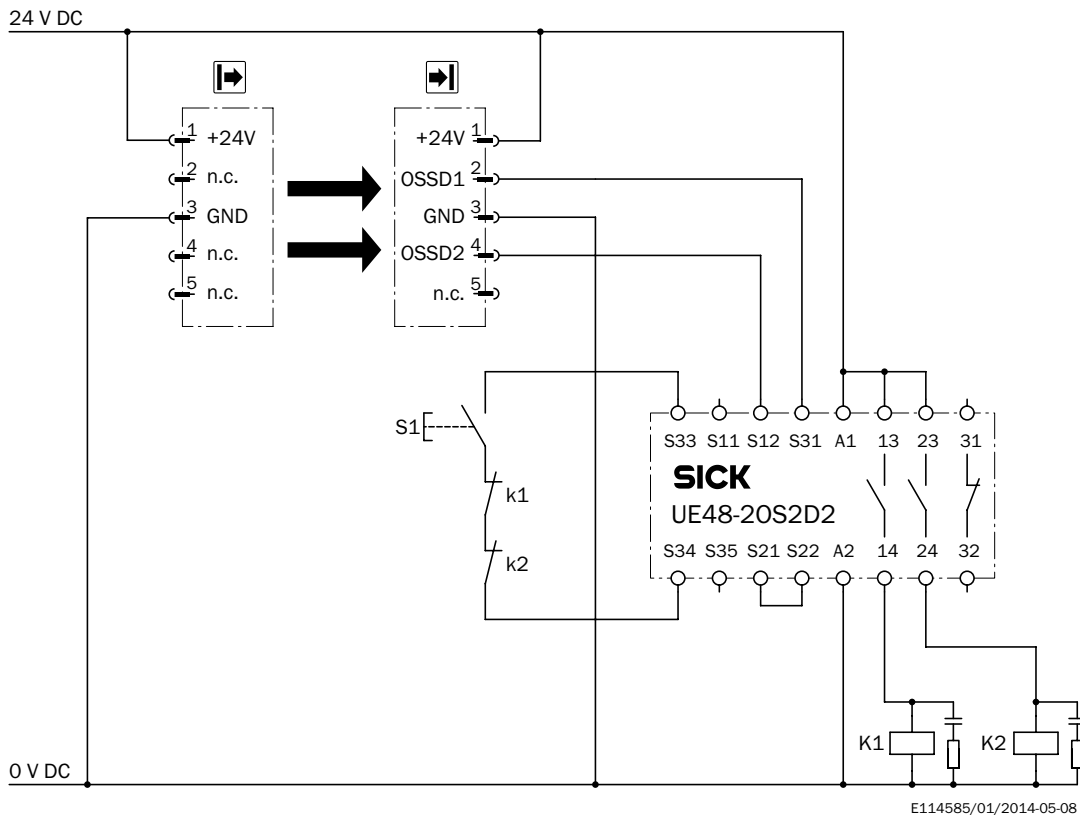 24 V DC
1 +24V
2 n.c.
3 GND
4 n.c.
5 n.c.
+24V 1
OSSD1 2
GND 3
OSSD2 4
n.c. 5
S1
k1
k2
S33 S11 S12 S31 A1 13 23 31
SICK
UE48-20S2D2
S34 S35 S21 S22 A2 14 24 32
K1
K2
0 V DC
E114585/01/2014-05-08